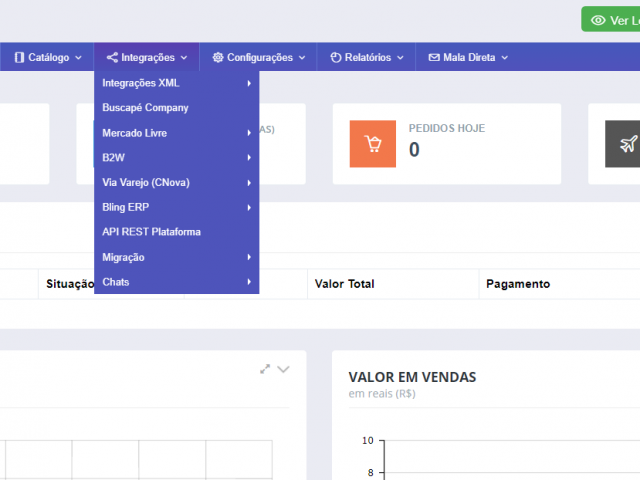 Ver
Catálogo
Integrações
Configurações
Relatórios
Mala Direta
Integrações XML
Buscapé Company
Mercado Livre
B2W
Via Varejo (CNova)
Bling ERP
API REST Plataforma
Migração
Chats
AS)
PEDIDOS HOJE
0
Situação
Valor Total
Pagamento
VALOR EM VENDAS
em reais (R$)
10
8